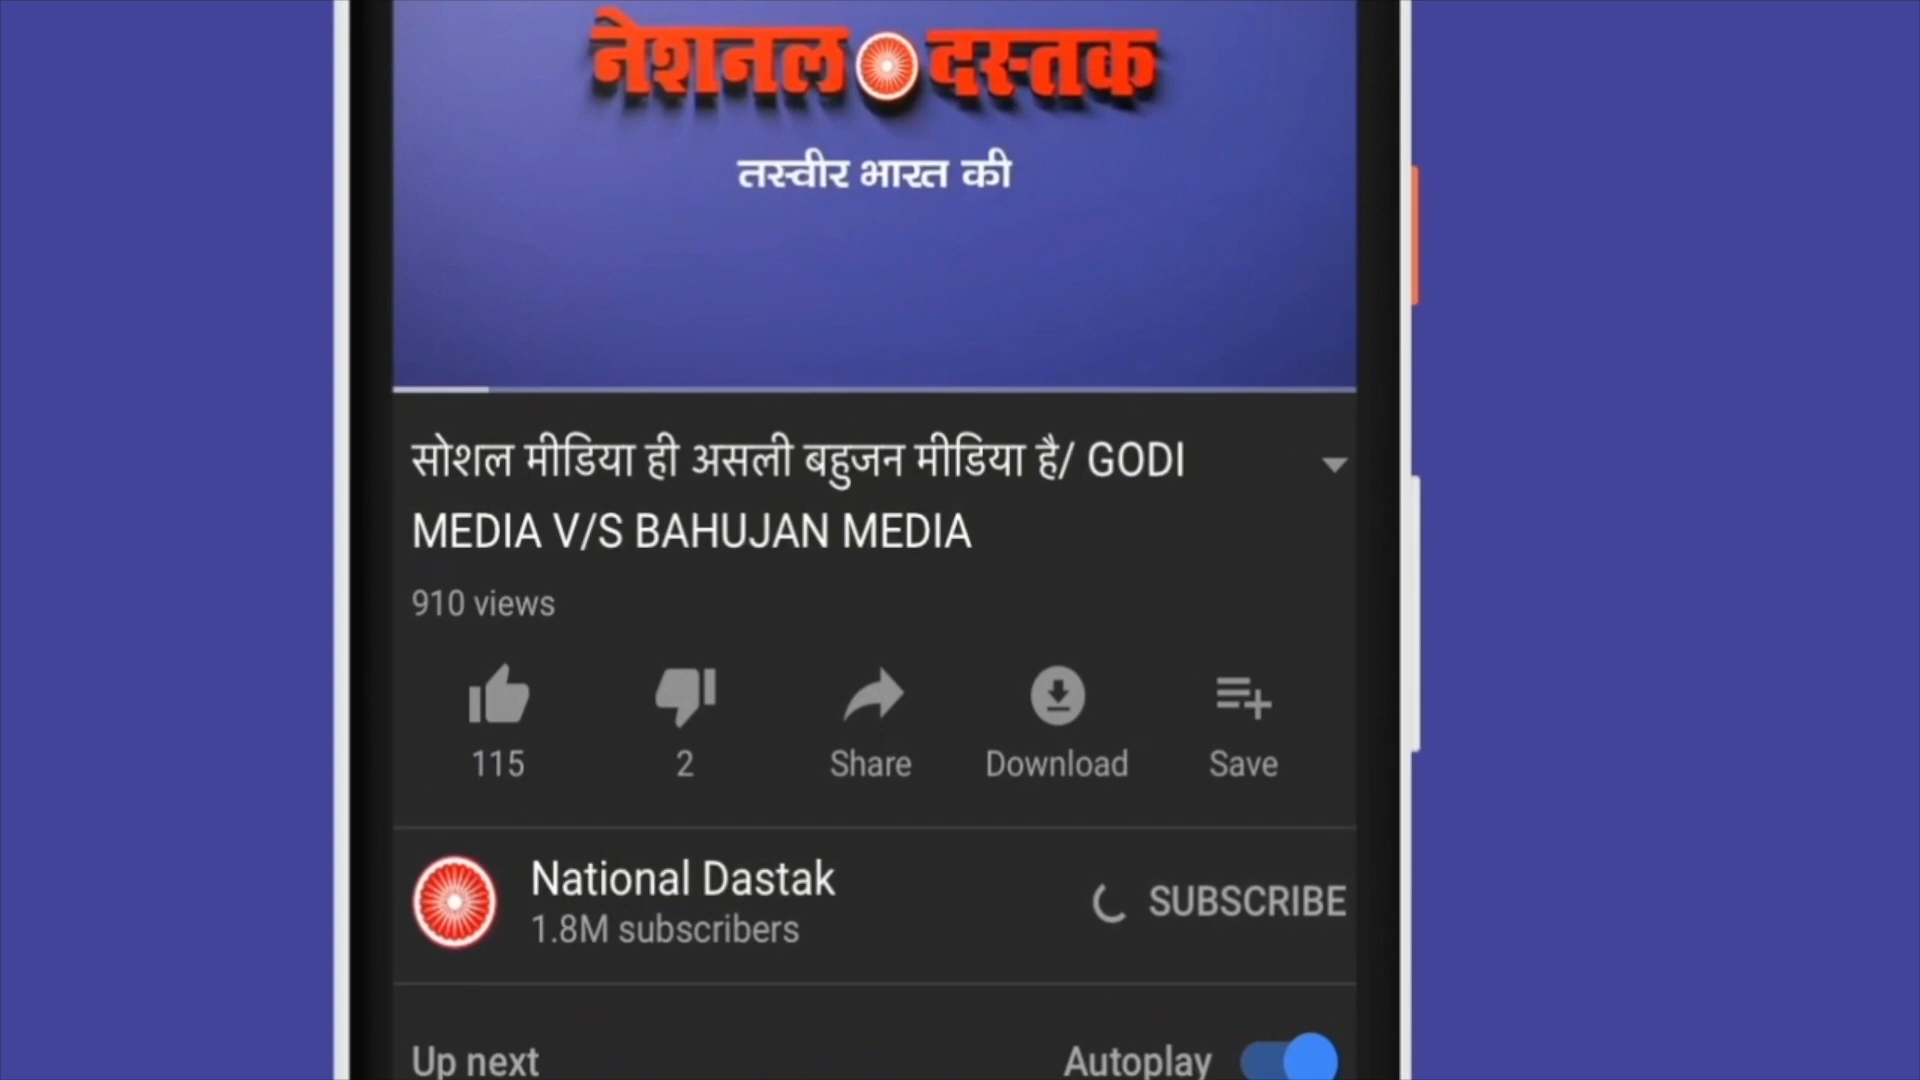 नेशनल दस्तक
तस्वीर भारत की
सोशल मीडिया ही असली बहुजन मीडिया है/ GODI
MEDIA V/S BAHUJAN MEDIA
910 views
115 2 Share Download Save
National Dastak SUBSCRIBE
1.8M subscribers
Up next Autoplay